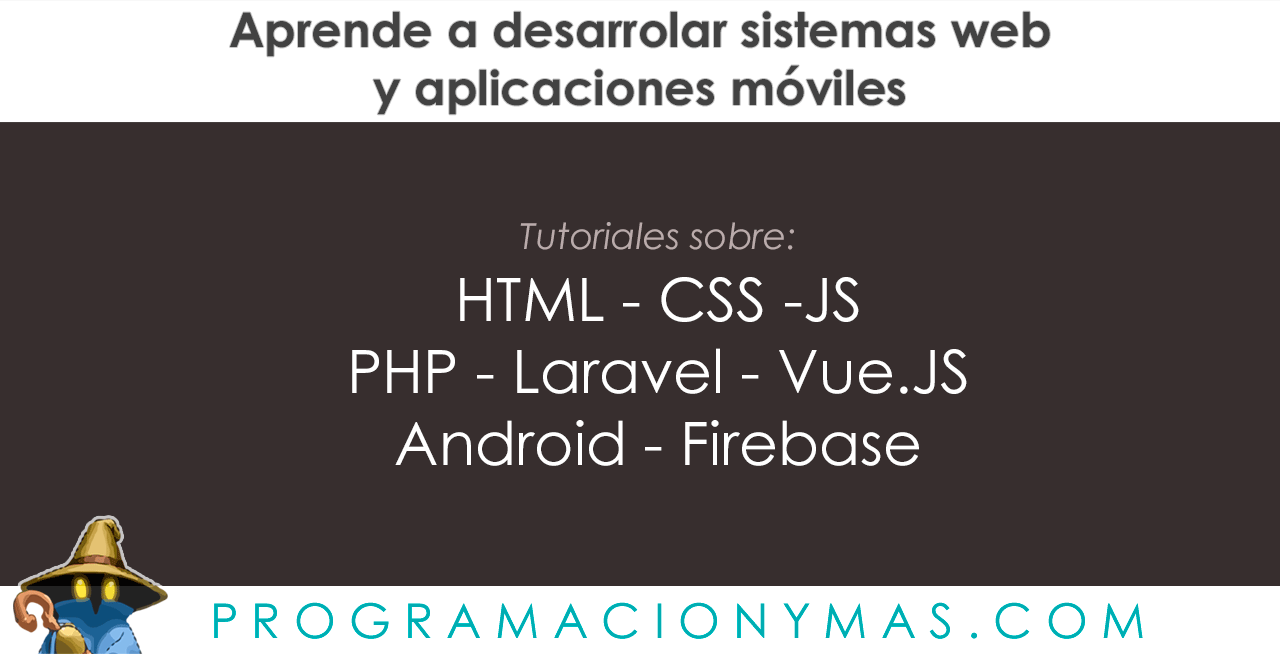 Aprende a desarrolar sistemas web
y aplicaciones móviles
Tutoriales sobre:
HTML - CSS -JS
PHP - Laravel - Vue.JS
Android - Firebase
PROGRAMACIONYMAS.COM